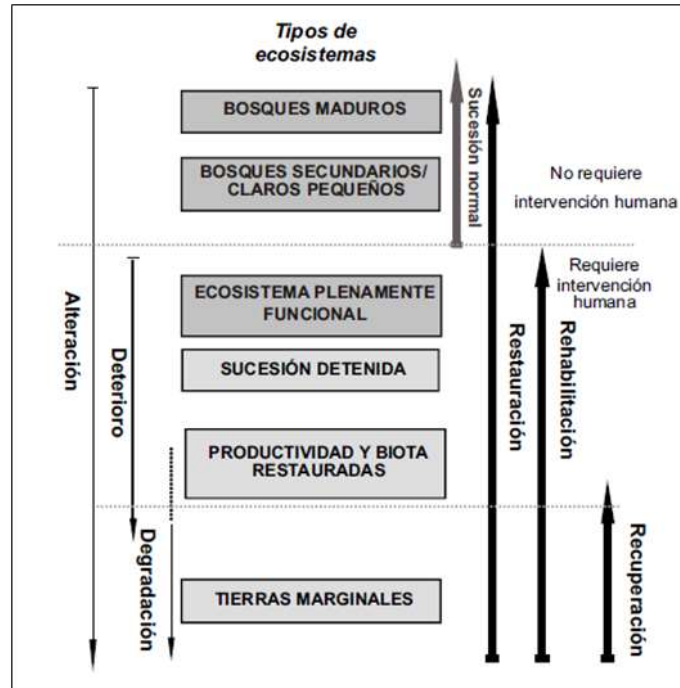 Tipos de
ecosistemas
BOSQUES MADUROS
BOSQUES SECUNDARIOS/
CLAROS PEQUEÑOS
Sucesión normal
No requiere
intervención humana
Requiere
intervención
humana
ECOSISTEMA PLENAMENTE
FUNCIONAL
SUCESIÓN DETENIDA
PRODUCTIVIDAD Y BIOTA
RESTAURADAS
TIERRAS MARGINALES
Alteración
Deterioro
Degradación
Restauración
Rehabilitación
Recuperación